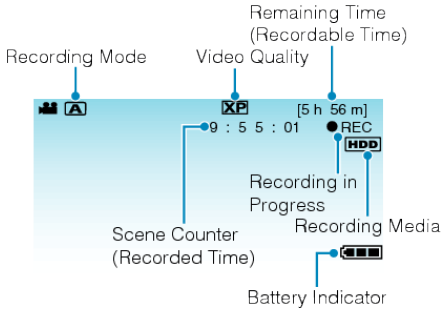 Remaining Time
(Recordable Time)
Recording Mode
Video Quality
A
XP
[5 h 56 m]
9 : 5 5 : 01
REC
HDD
Recording in
Progress
Recording Media
Scene Counter
(Recorded Time)
Battery Indicator